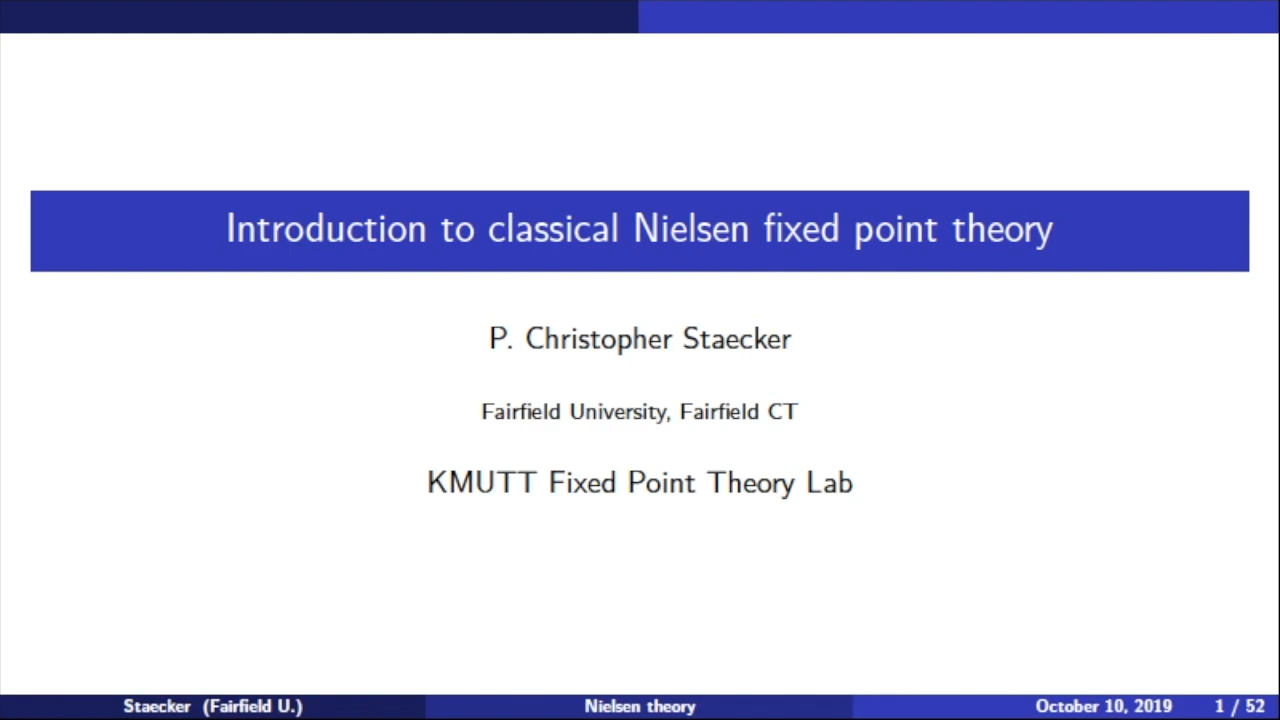 Introduction to classical Nielsen fixed point theory
P. Christopher Staecker
Fairfield University, Fairfield CT
KMUTT Fixed Point Theory Lab
Staecker (Fairfield U.) Nielsen theory October 10, 2019 1 / 52